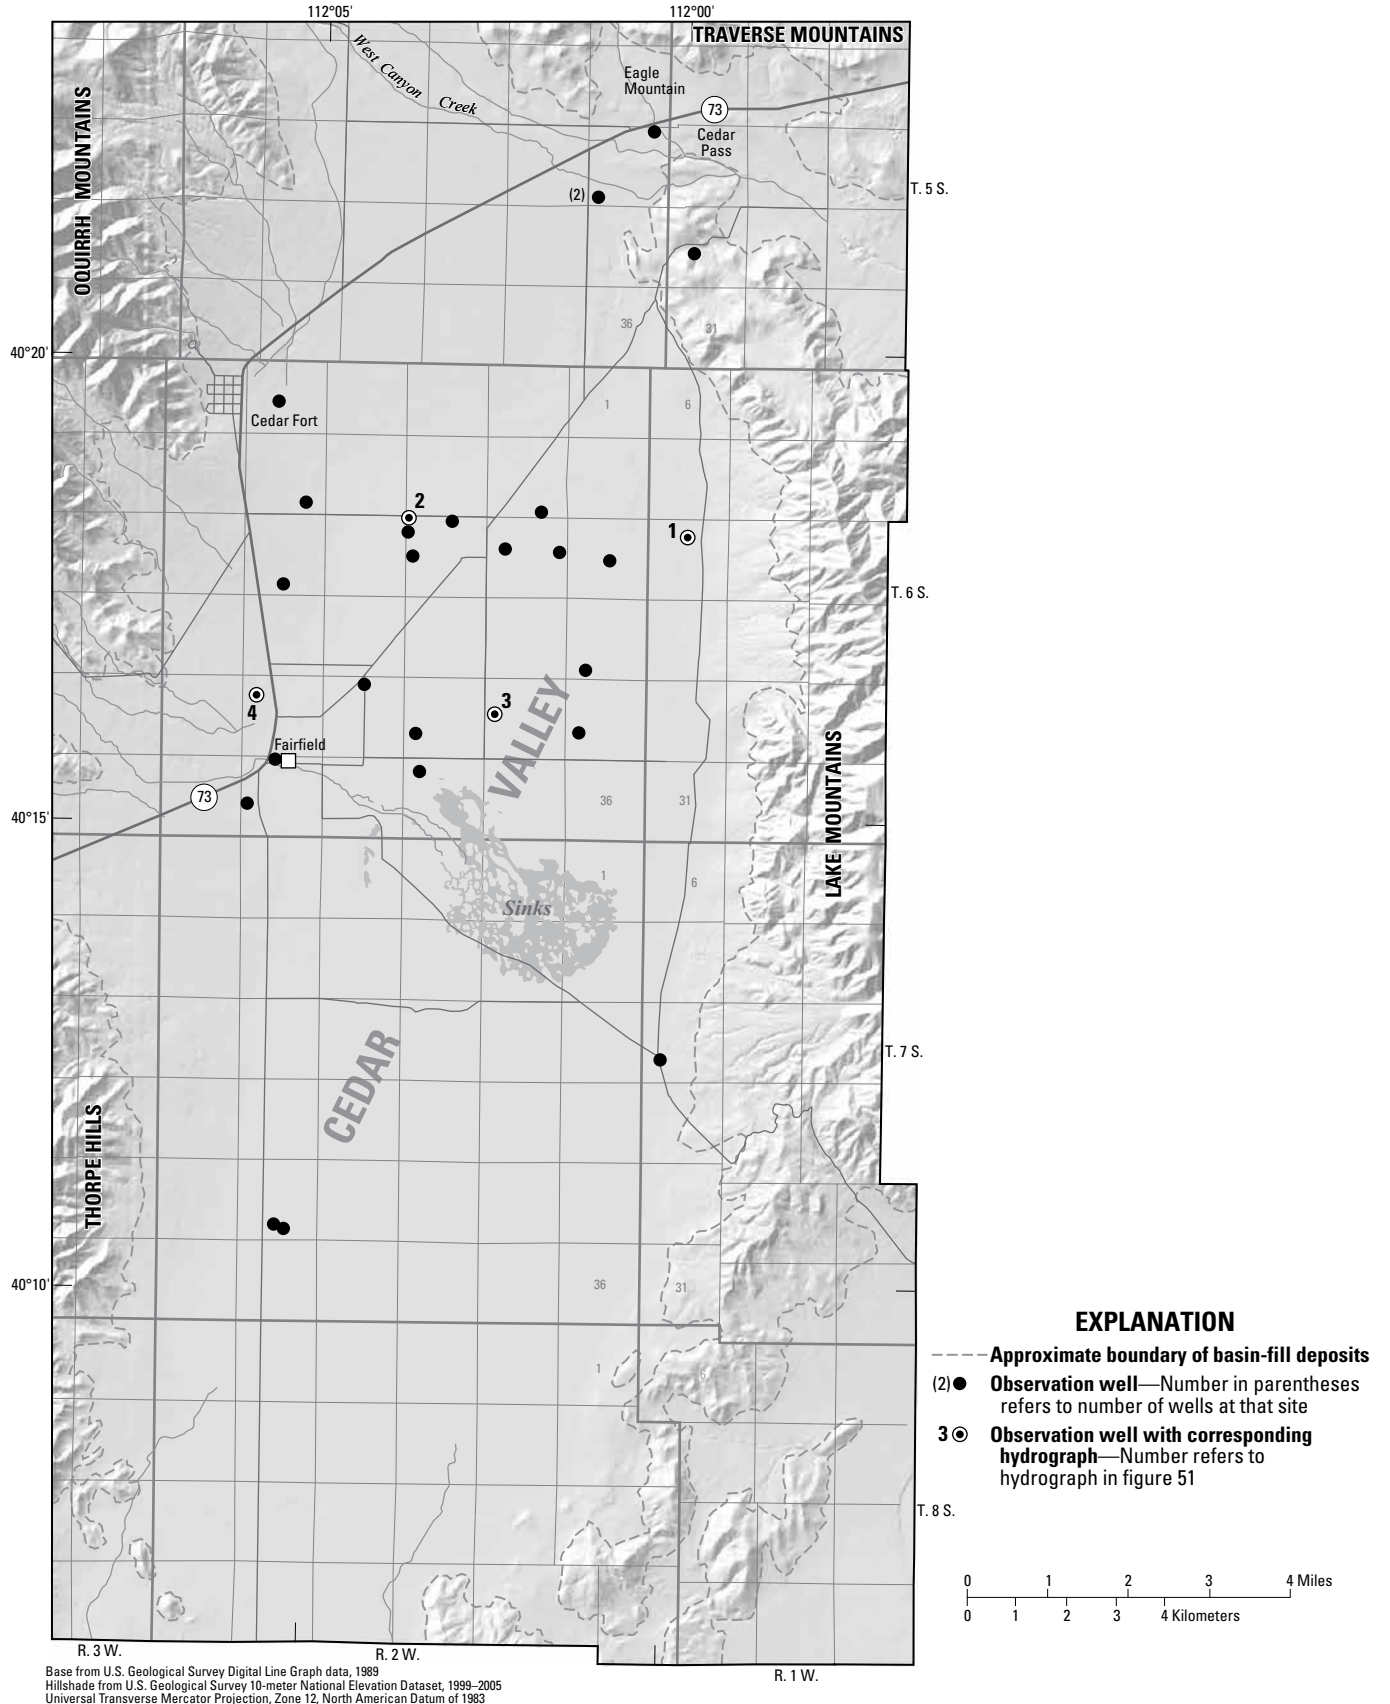 112°05'
112°00'
TRAVERSE MOUNTAINS
West Canyon Creek
Eagle
Mountain
73
Cedar
Pass
OQUIRRH MOUNTAINS
(2)
T. 5 S.
36
31
40°20'
1
6
Cedar Fort
2
1
T. 6 S.
3
4
VALLEY
Fairfield
LAKE MOUNTAINS
73
36
31
40°15'
1
6
Sinks
CEDAR
T. 7 S.
THORPE HILLS
40°10'
36
31
1
6
T. 8 S.
R. 3 W.
R. 2 W.
R. 1 W.
EXPLANATION
Approximate boundary of basin-fill deposits
(2) Observation well—Number in parentheses
refers to number of wells at that site
3 Observation well with corresponding
hydrograph—Number refers to
hydrograph in figure 51
0 1 2 3 4 Miles
0 1 2 3 4 Kilometers
Base from U.S. Geological Survey Digital Line Graph data, 1989
Hillshade from U.S. Geological Survey 10-meter National Elevation Dataset, 1999–2005
Universal Transverse Mercator Projection, Zone 12, North American Datum of 1983